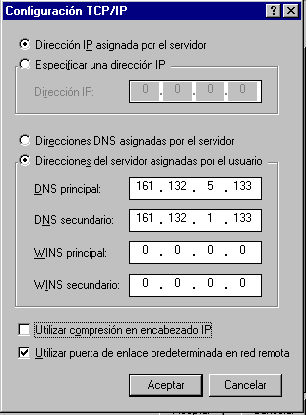 Configuración TCP/IP
Dirección IP asignada por el servidor
Especificar una dirección IP
Dirección IP: 0 . 0 . 0 . 0
Direcciones DNS asignadas por el servidor
Direcciones del servidor asignadas por el usuario
DNS principal: 161 . 132 . 5 . 133
DNS secundario: 161 . 132 . 1 . 133
WINS principal: 0 . 0 . 0 . 0
WINS secundario: 0 . 0 . 0 . 0
Utilizar compresión en encabezado IP
Utilizar puerta de enlace predeterminada en red remota
Aceptar Cancelar